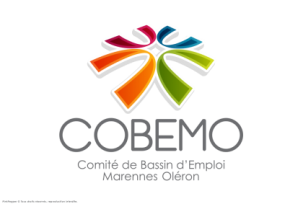 COBEMO
Comité de Bassin d'Emploi
Marennes Oléron